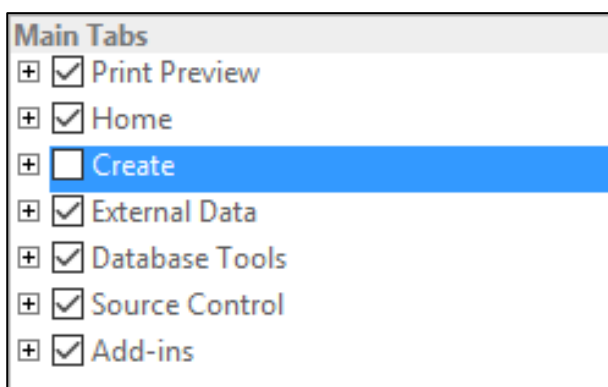 Main Tabs
Print Preview
Home
Create
External Data
Database Tools
Source Control
Add-ins